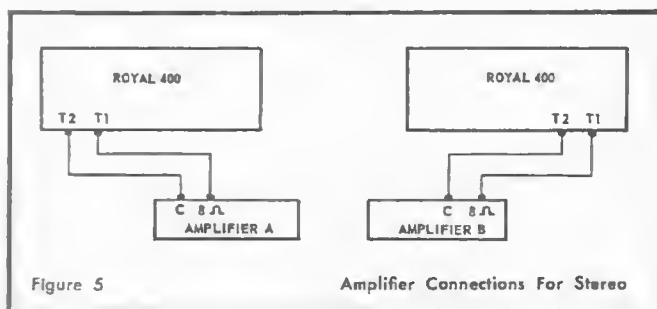 ROYAL 400
T2 T1
C 8Ω
AMPLIFIER A
ROYAL 400
T2 T1
C 8Ω
AMPLIFIER B
Figure 5
Amplifier Connections For Stereo